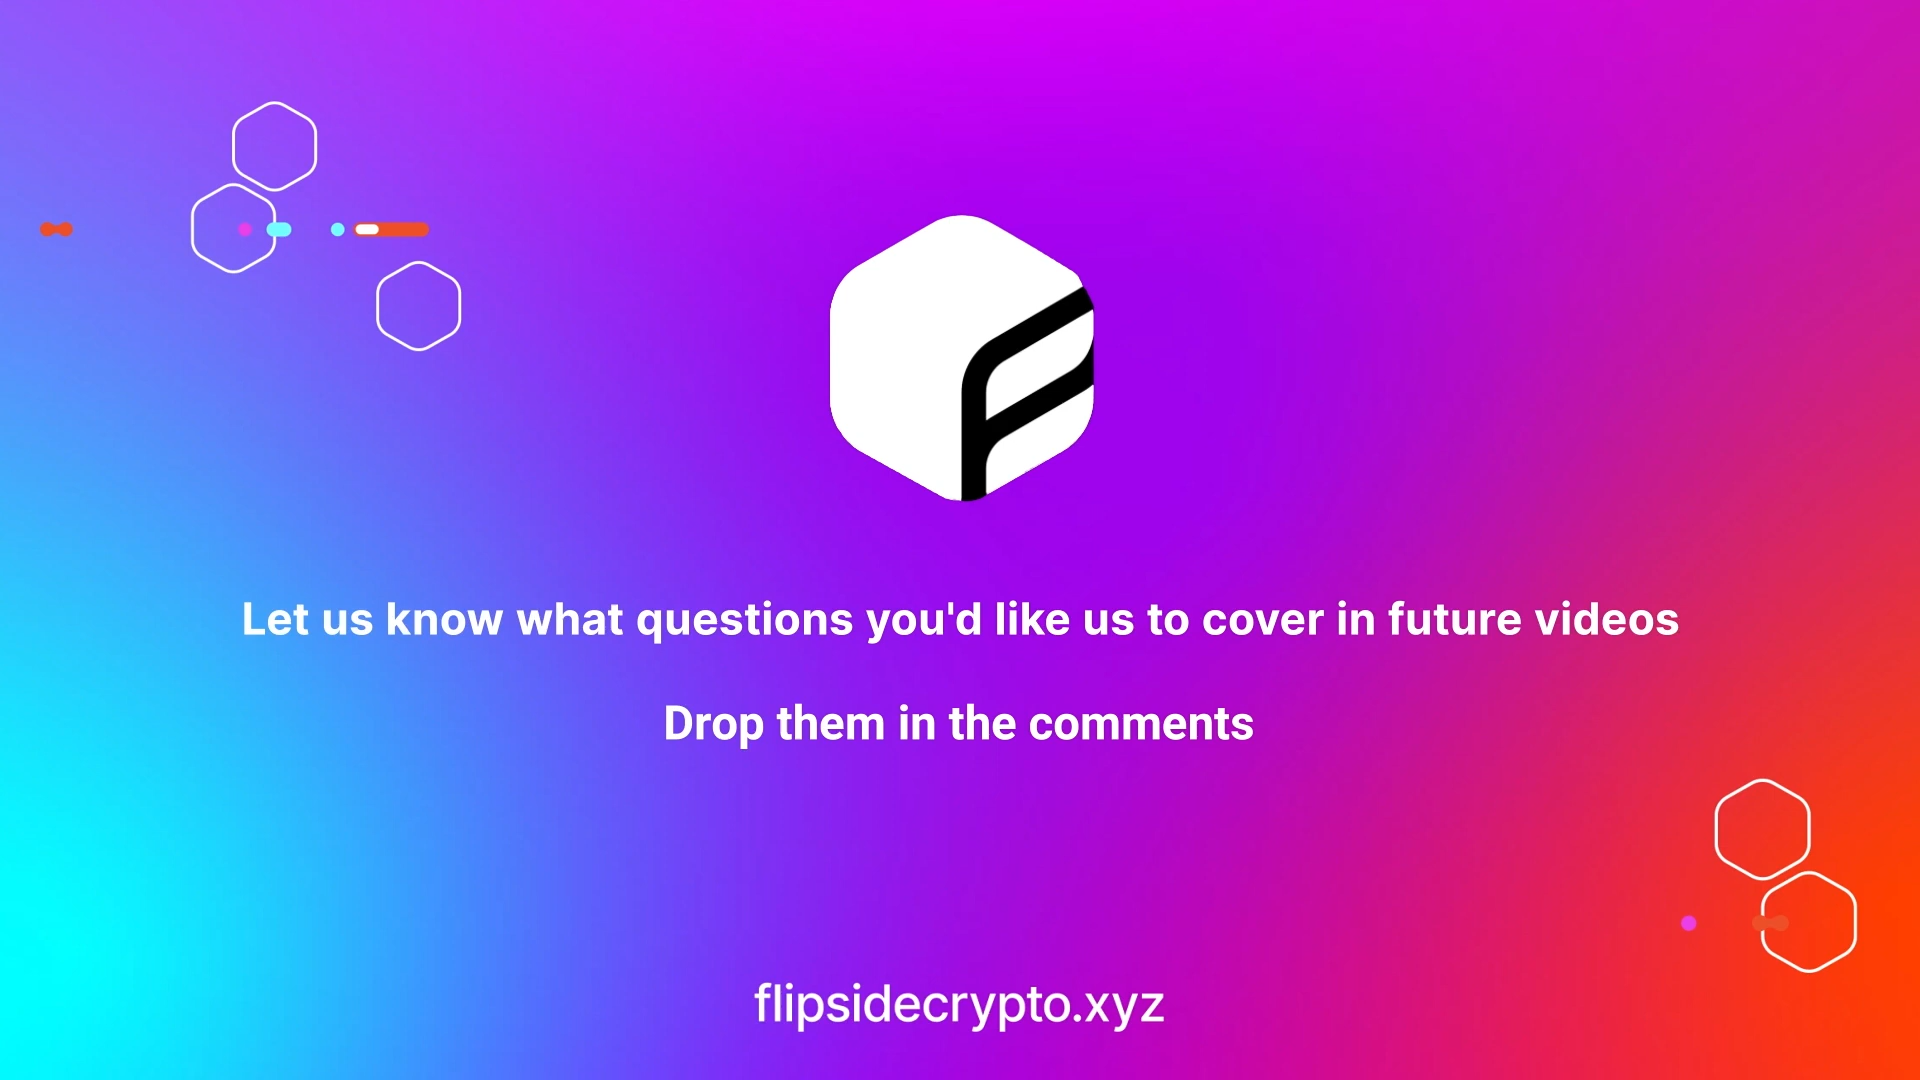 Let us know what questions you'd like us to cover in future videos
Drop them in the comments
flipsidecrypto.xyz